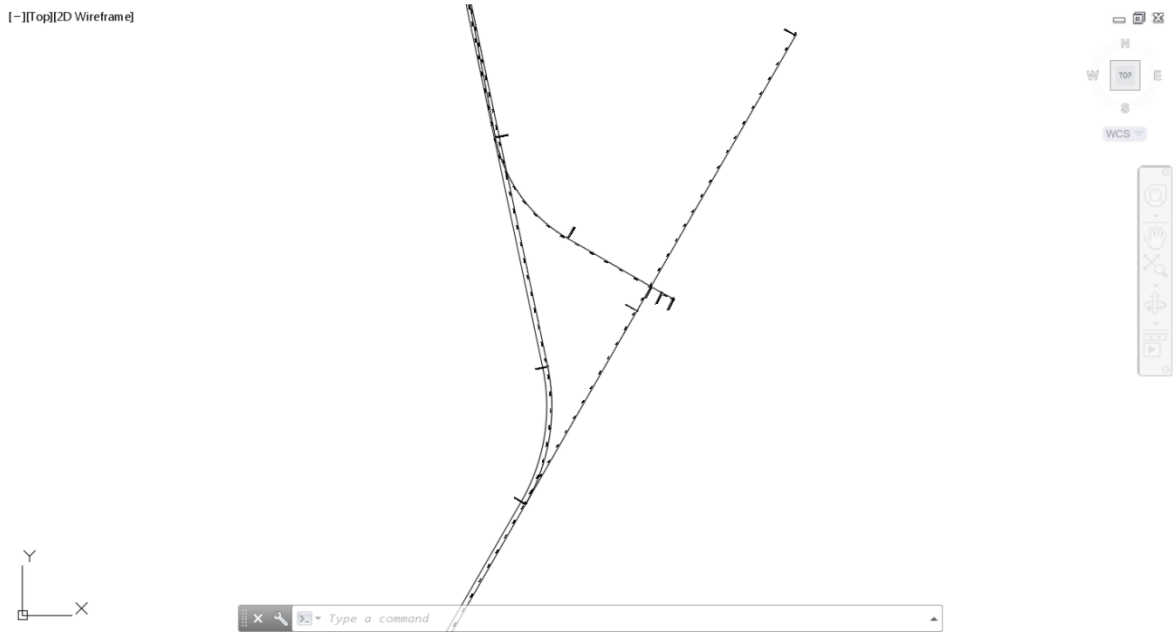 [−][Top][2D Wireframe]
N
W TOP E
S
WCS
Y
X
Type a command